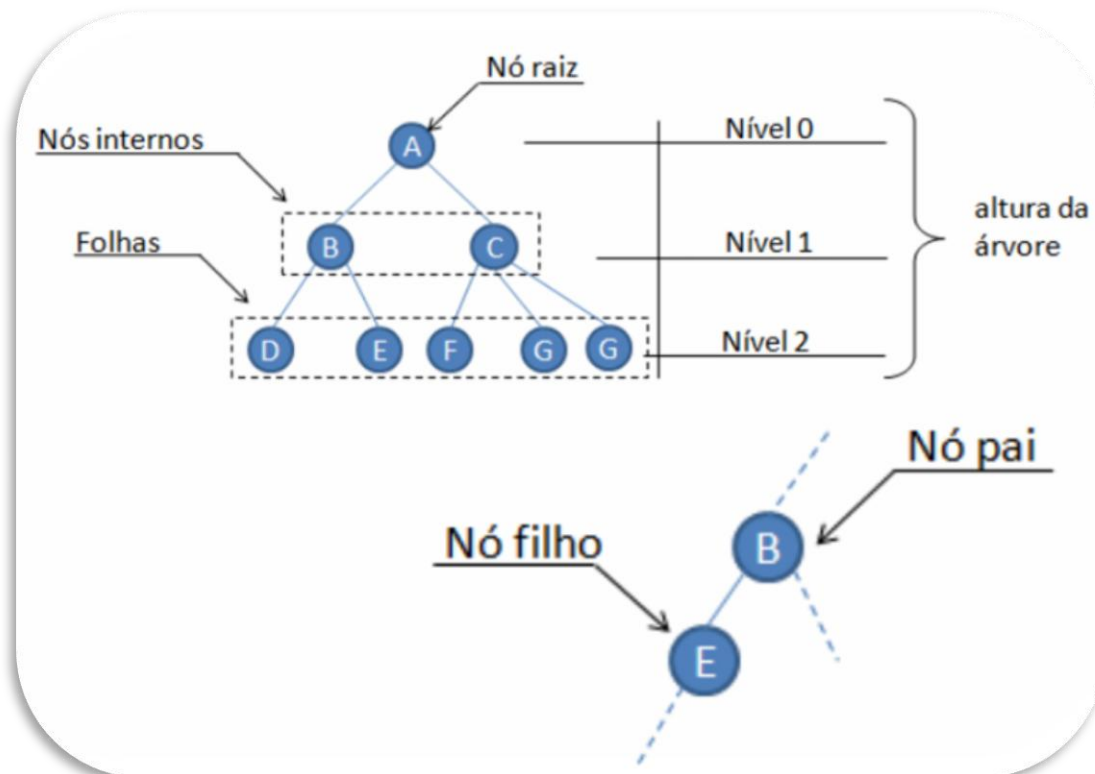 Nó raiz
A
Nível 0
Nós internos
altura da
árvore
B
C
Nível 1
Folhas
D
E
F
G
G
Nível 2
Nó pai
Nó filho
B
E